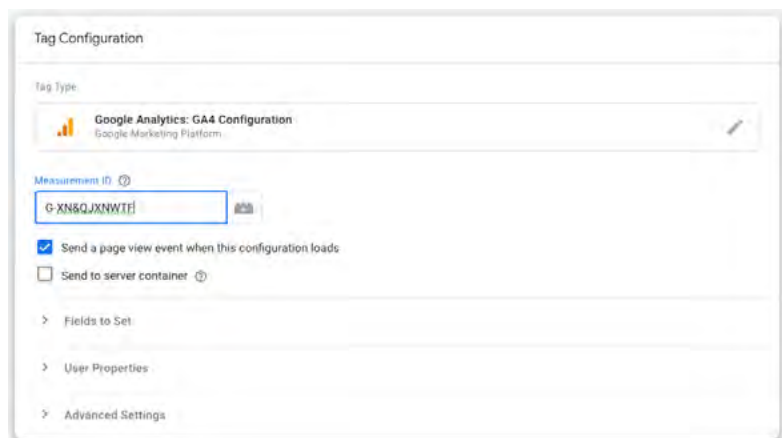 Tag Configuration
Tag Type
Google Analytics: GA4 Configuration
Google Marketing Platform
Measurement ID
G-XN&QJXNWTF
Send a page view event when this configuration loads
Send to server container
Fields to Set
User Properties
Advanced Settings